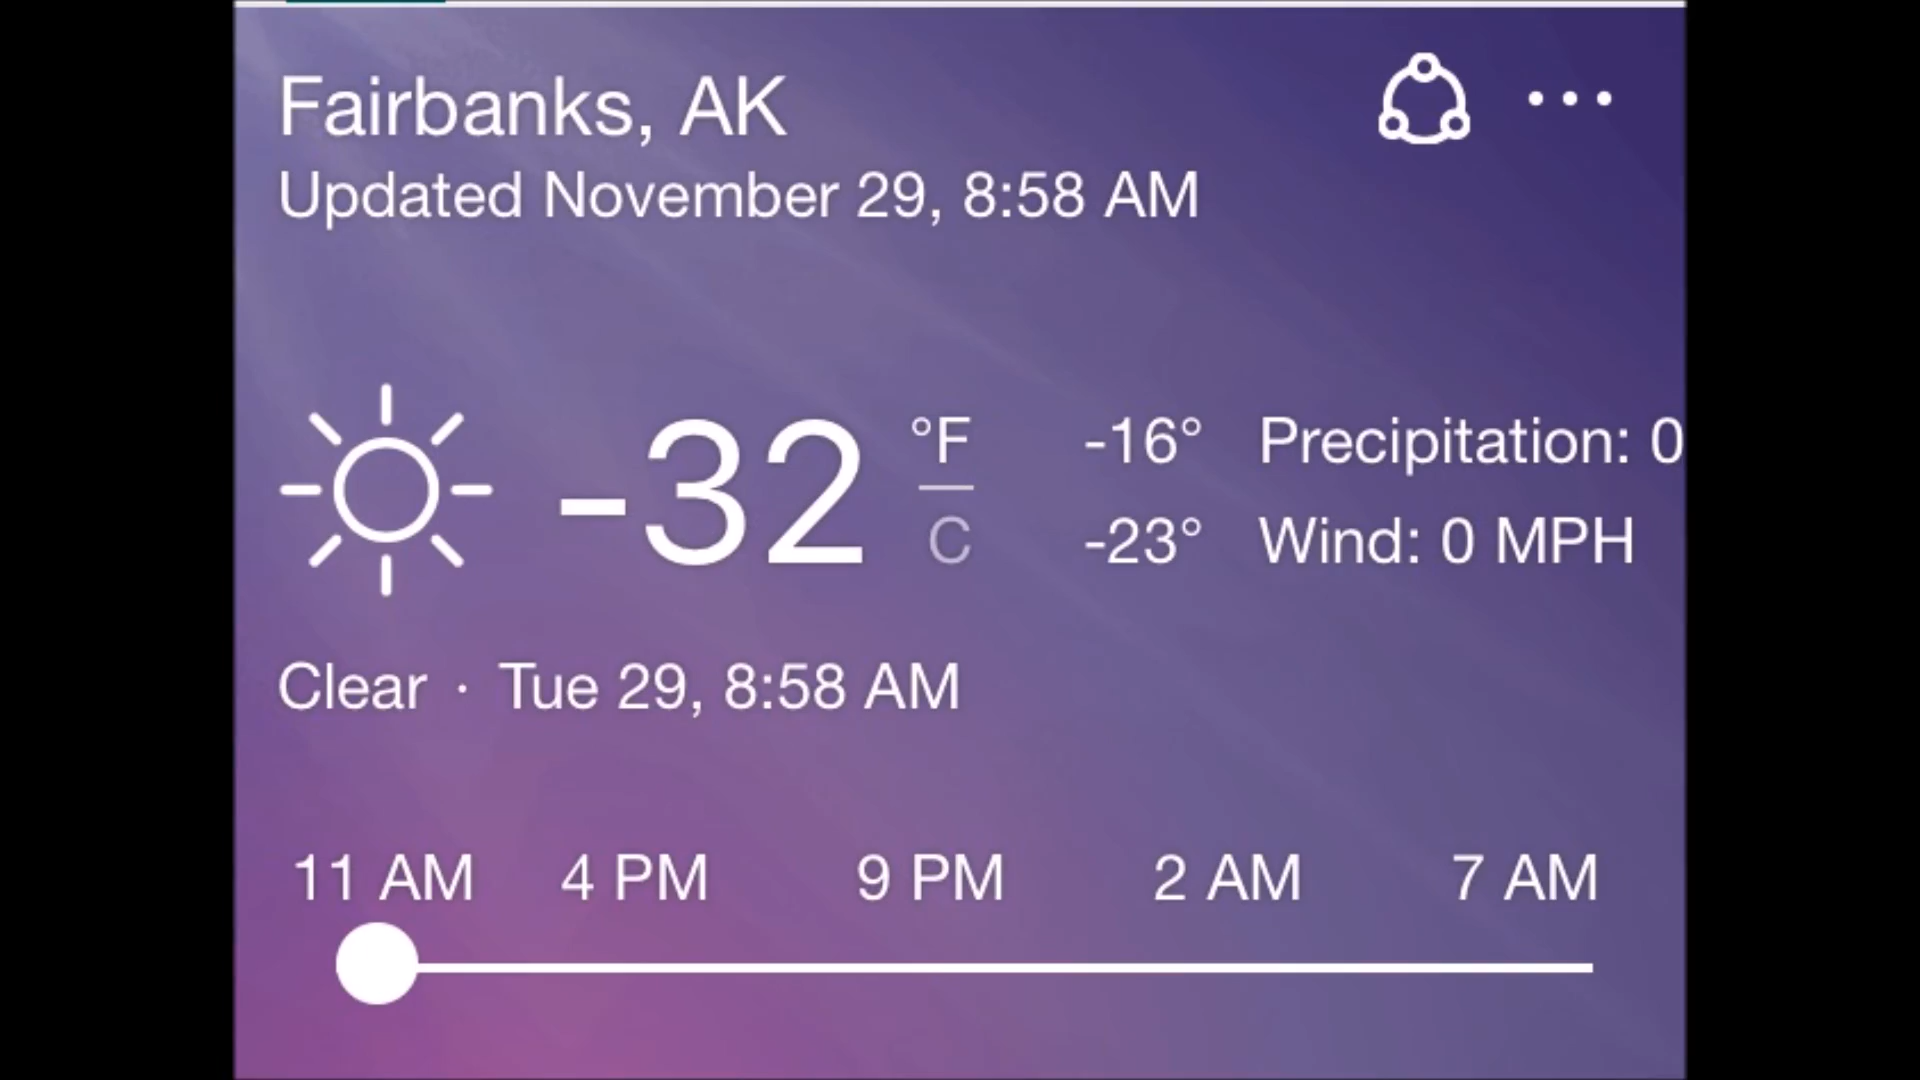 Fairbanks, AK
Updated November 29, 8:58 AM
-32 °F
C
-16° Precipitation: 0
-23° Wind: 0 MPH
Clear · Tue 29, 8:58 AM
11 AM 4 PM 9 PM 2 AM 7 AM